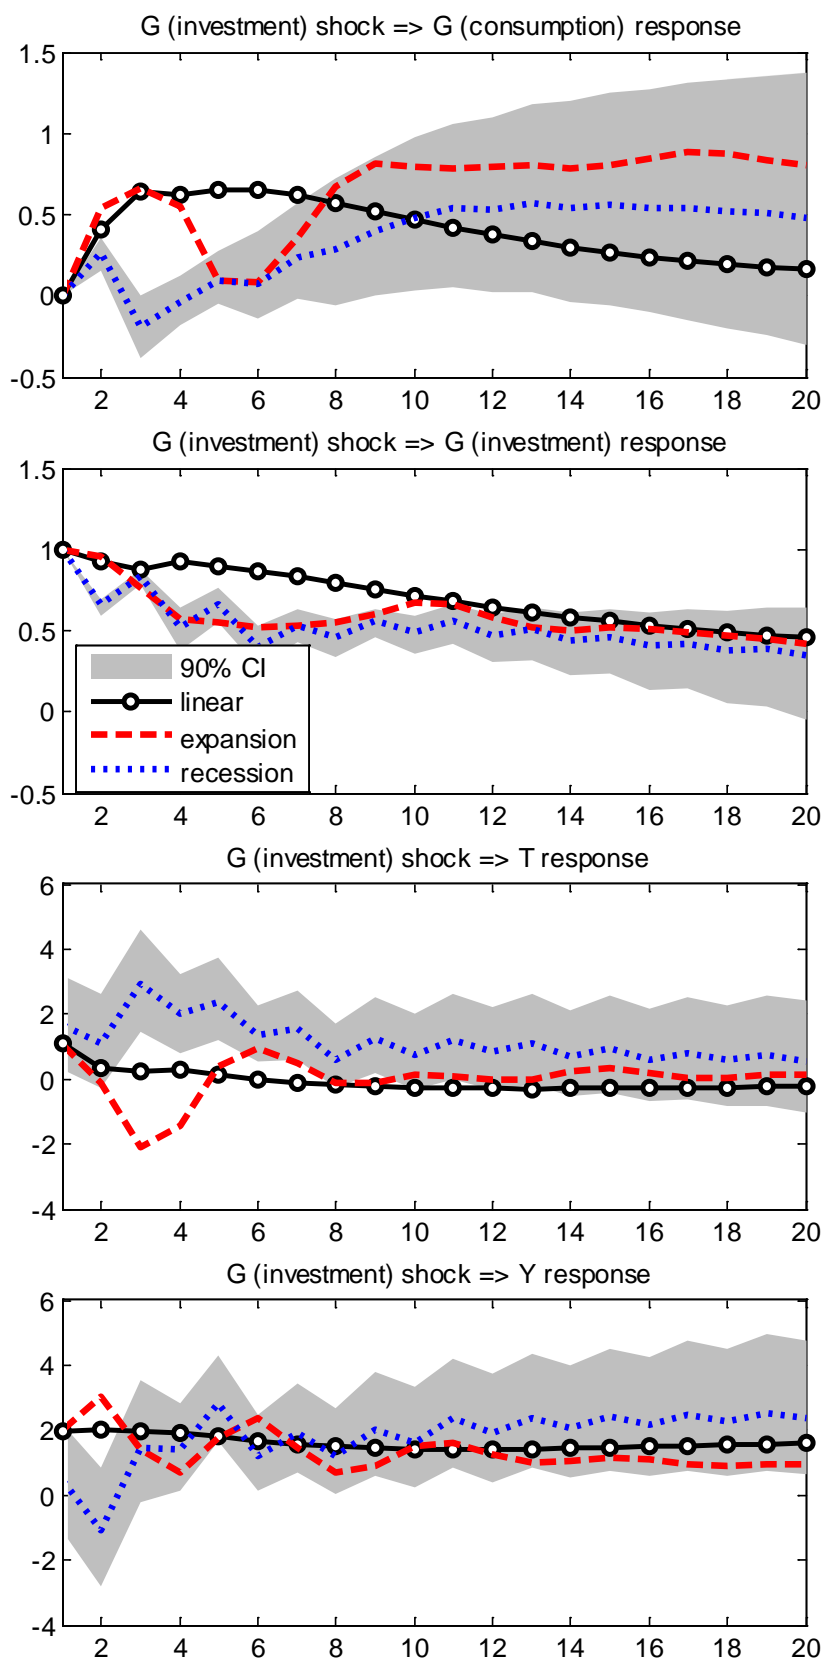 G (investment) shock => G (consumption) response
1.5
1
0.5
0
-0.5
2 4 6 8 10 12 14 16 18 20
G (investment) shock => G (investment) response
1.5
1
0.5
0
-0.5
90% CI
linear
expansion
recession
2 4 6 8 10 12 14 16 18 20
G (investment) shock => T response
6
4
2
0
-2
-4
2 4 6 8 10 12 14 16 18 20
G (investment) shock => Y response
6
4
2
0
-2
-4
2 4 6 8 10 12 14 16 18 20